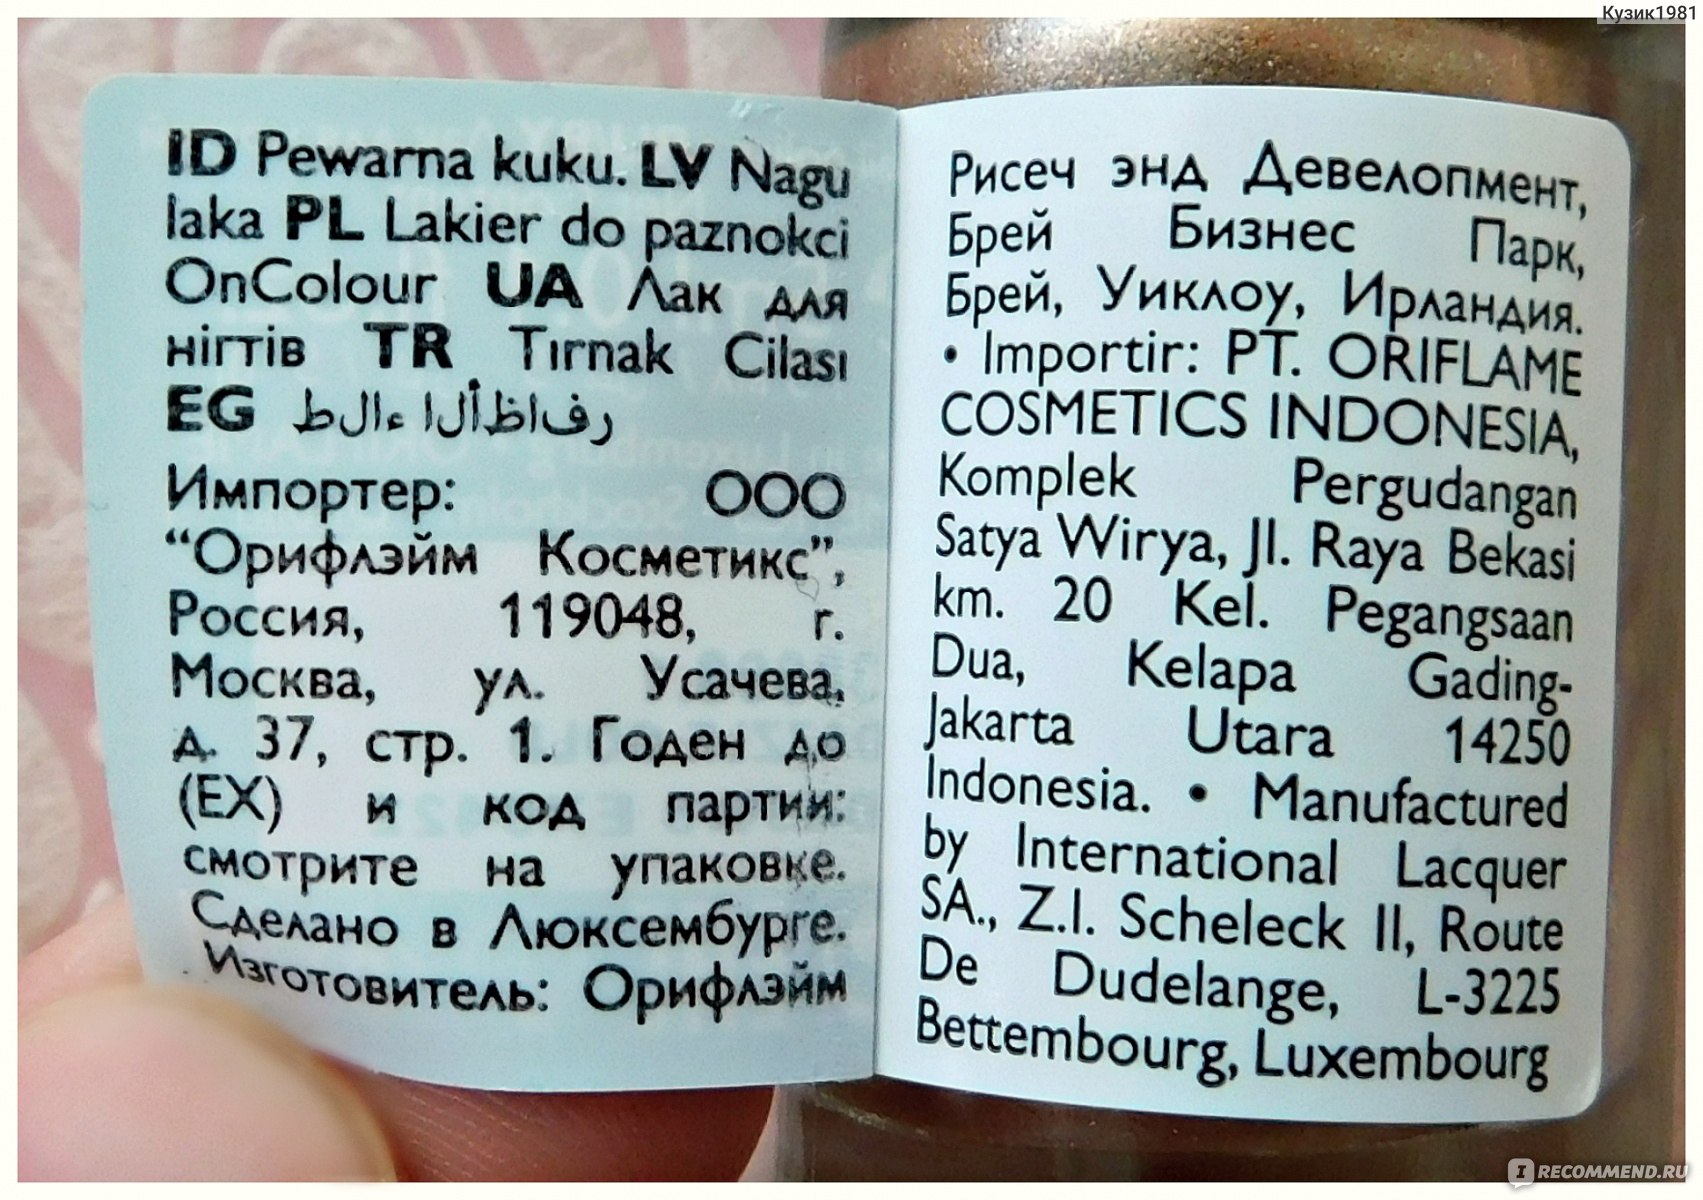 Кузик1981
ID Pewarna kuku. LV Nagu
laka PL Lakier do paznokci
OnColour UA Лак для
нігтів TR Tırnak Cilası
EG طلاء الأظافر
Импортер: ООО
“Орифлэйм Косметикс”,
Россия, 119048, г.
Москва, ул. Усачева,
д. 37, стр. 1. Годен до
(EX) и код партии:
смотрите на упаковке.
Сделано в Люксембурге.
Изготовитель: Орифлэйм
Рисеч энд Девелопмент,
Брей Бизнес Парк,
Брей, Уиклоу, Ирландия.
• Importir: PT. ORIFLAME
COSMETICS INDONESIA,
Komplek Pergudangan
Satya Wirya, Jl. Raya Bekasi
km. 20 Kel. Pegangsaan
Dua, Kelapa Gading-
Jakarta Utara 14250
Indonesia. • Manufactured
by International Lacquer
SA., Z.I. Scheleck II, Route
De Dudelange, L-3225
Bettembourg, Luxembourg
I RECOMMEND.RU